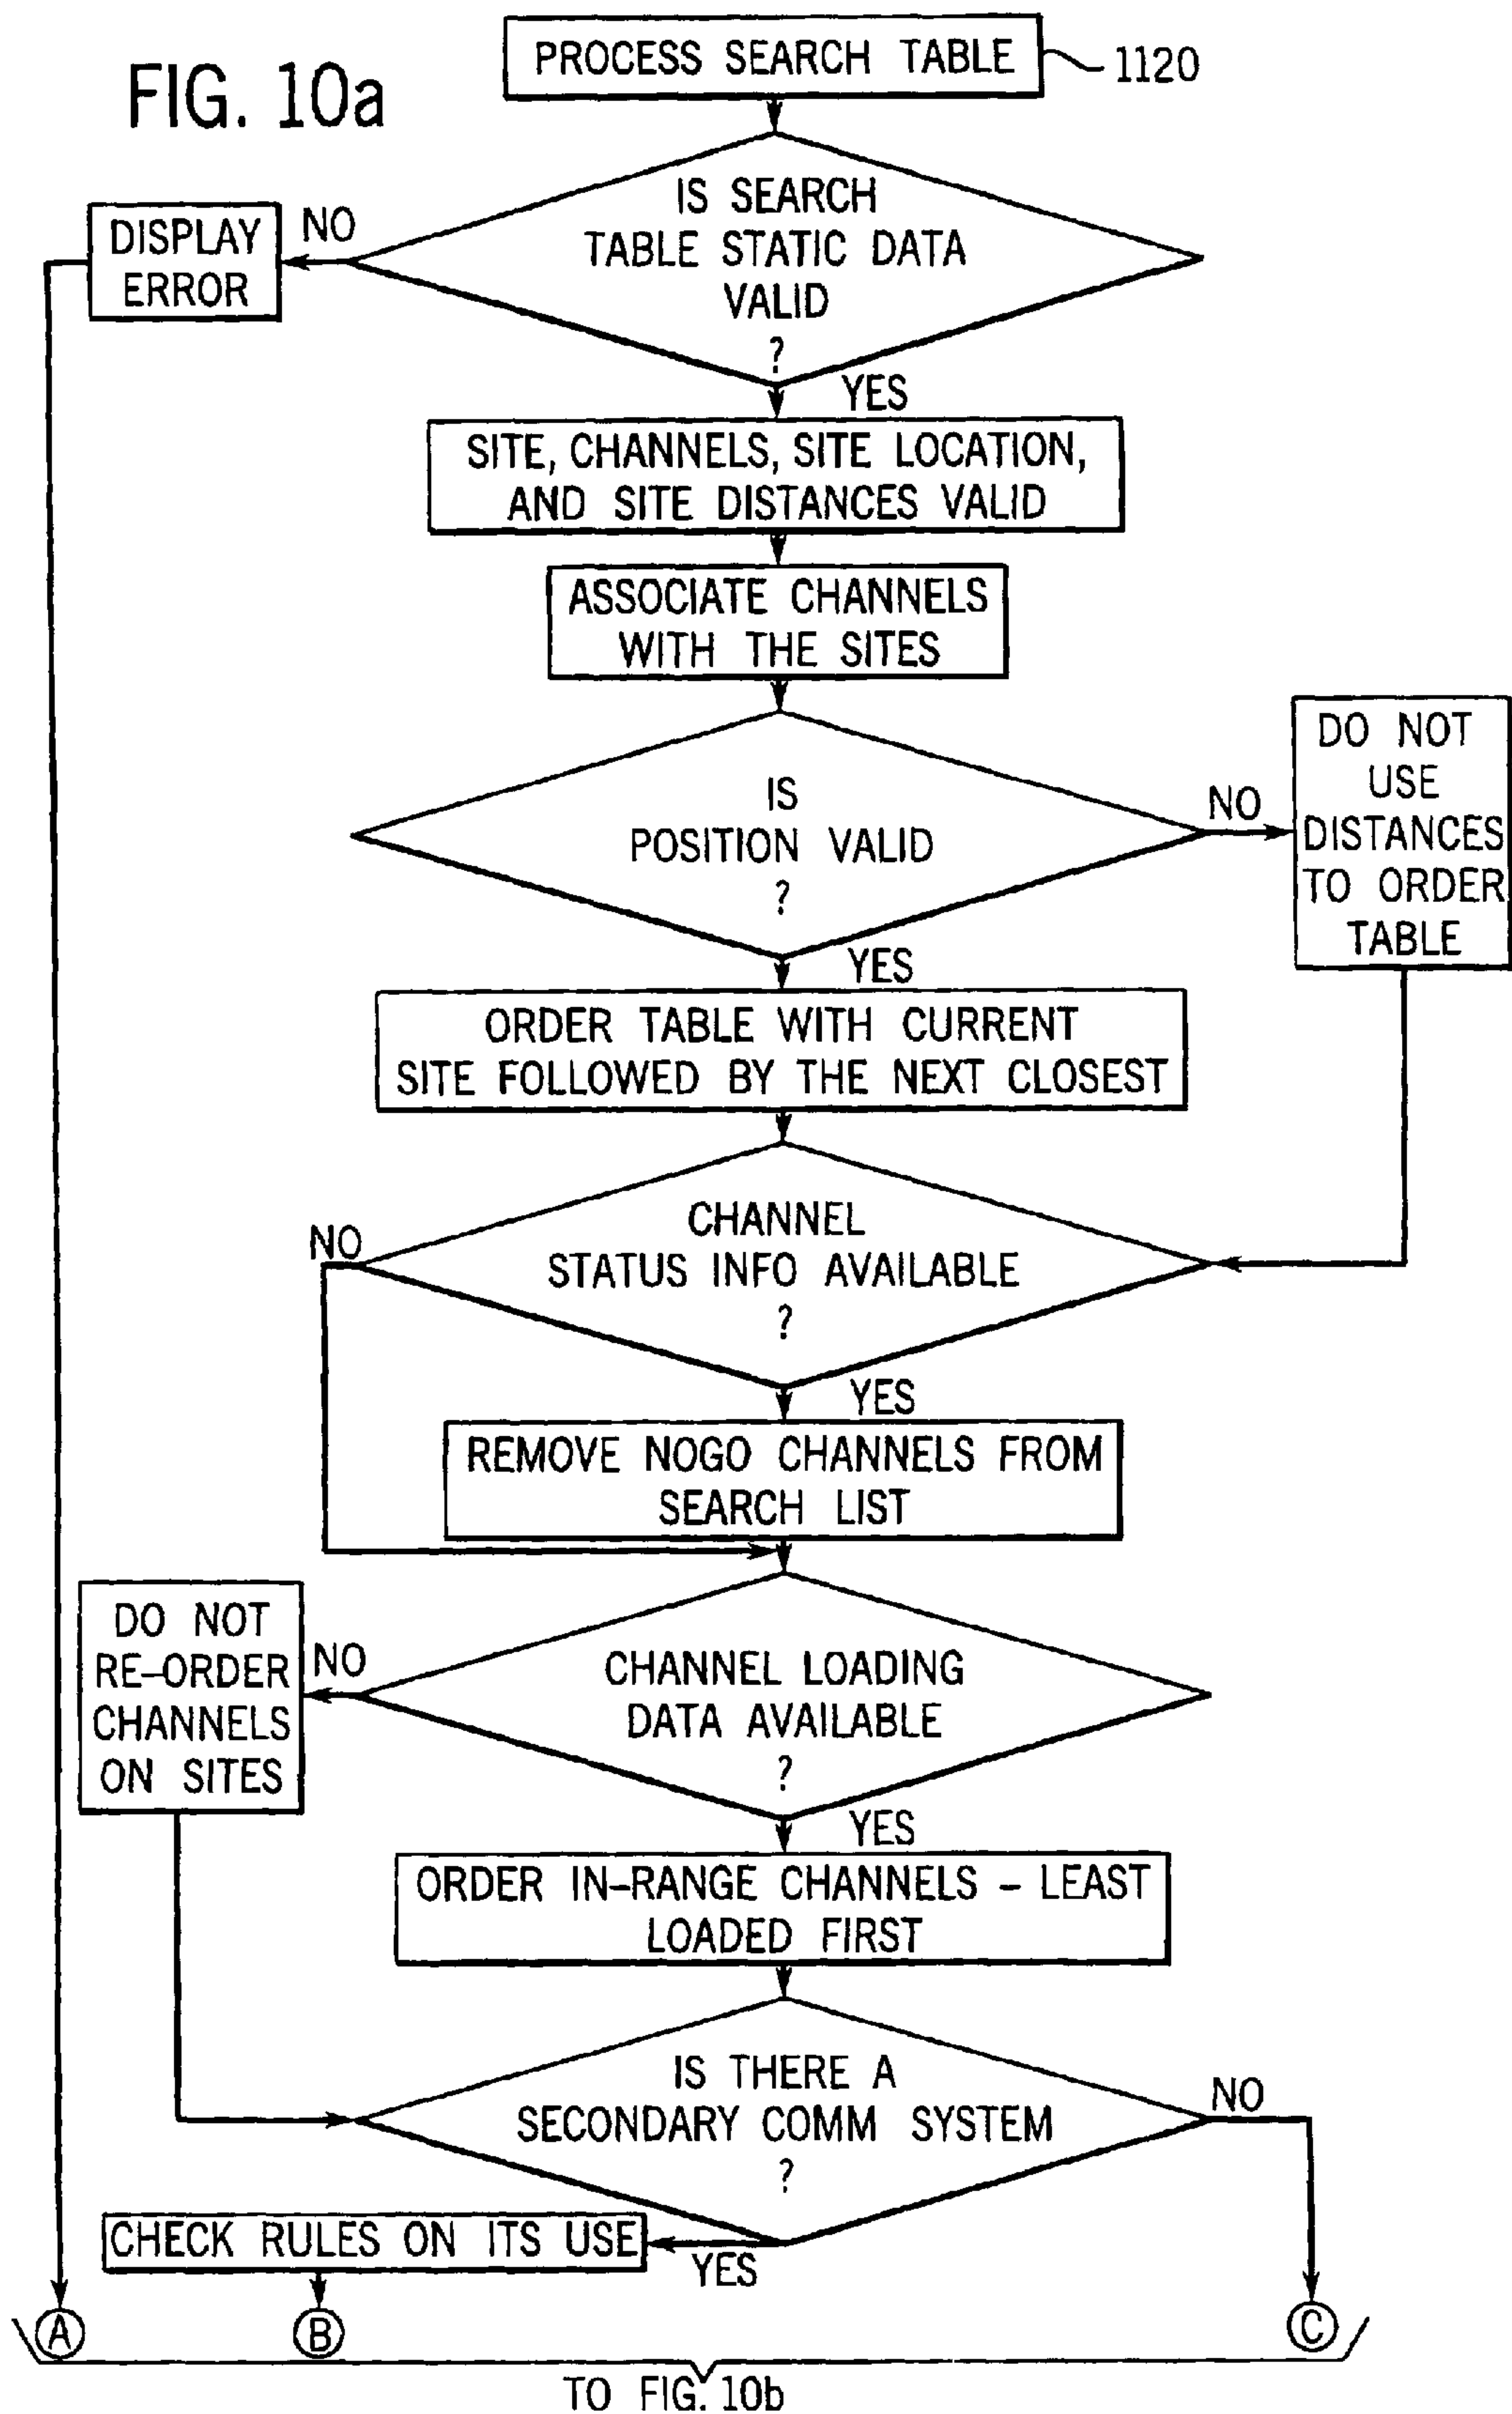 FIG. 10a
PROCESS SEARCH TABLE
1120
IS SEARCH
TABLE STATIC DATA
VALID
?
NO
DISPLAY
ERROR
YES
SITE, CHANNELS, SITE LOCATION,
AND SITE DISTANCES VALID
ASSOCIATE CHANNELS
WITH THE SITES
IS
POSITION VALID
?
NO
DO NOT
USE
DISTANCES
TO ORDER
TABLE
YES
ORDER TABLE WITH CURRENT
SITE FOLLOWED BY THE NEXT CLOSEST
CHANNEL
STATUS INFO AVAILABLE
?
NO
YES
REMOVE NOGO CHANNELS FROM
SEARCH LIST
CHANNEL LOADING
DATA AVAILABLE
?
NO
DO NOT
RE-ORDER
CHANNELS
ON SITES
YES
ORDER IN-RANGE CHANNELS - LEAST
LOADED FIRST
IS THERE A
SECONDARY COMM SYSTEM
?
NO
YES
CHECK RULES ON ITS USE
A
B
C
TO FIG. 10b